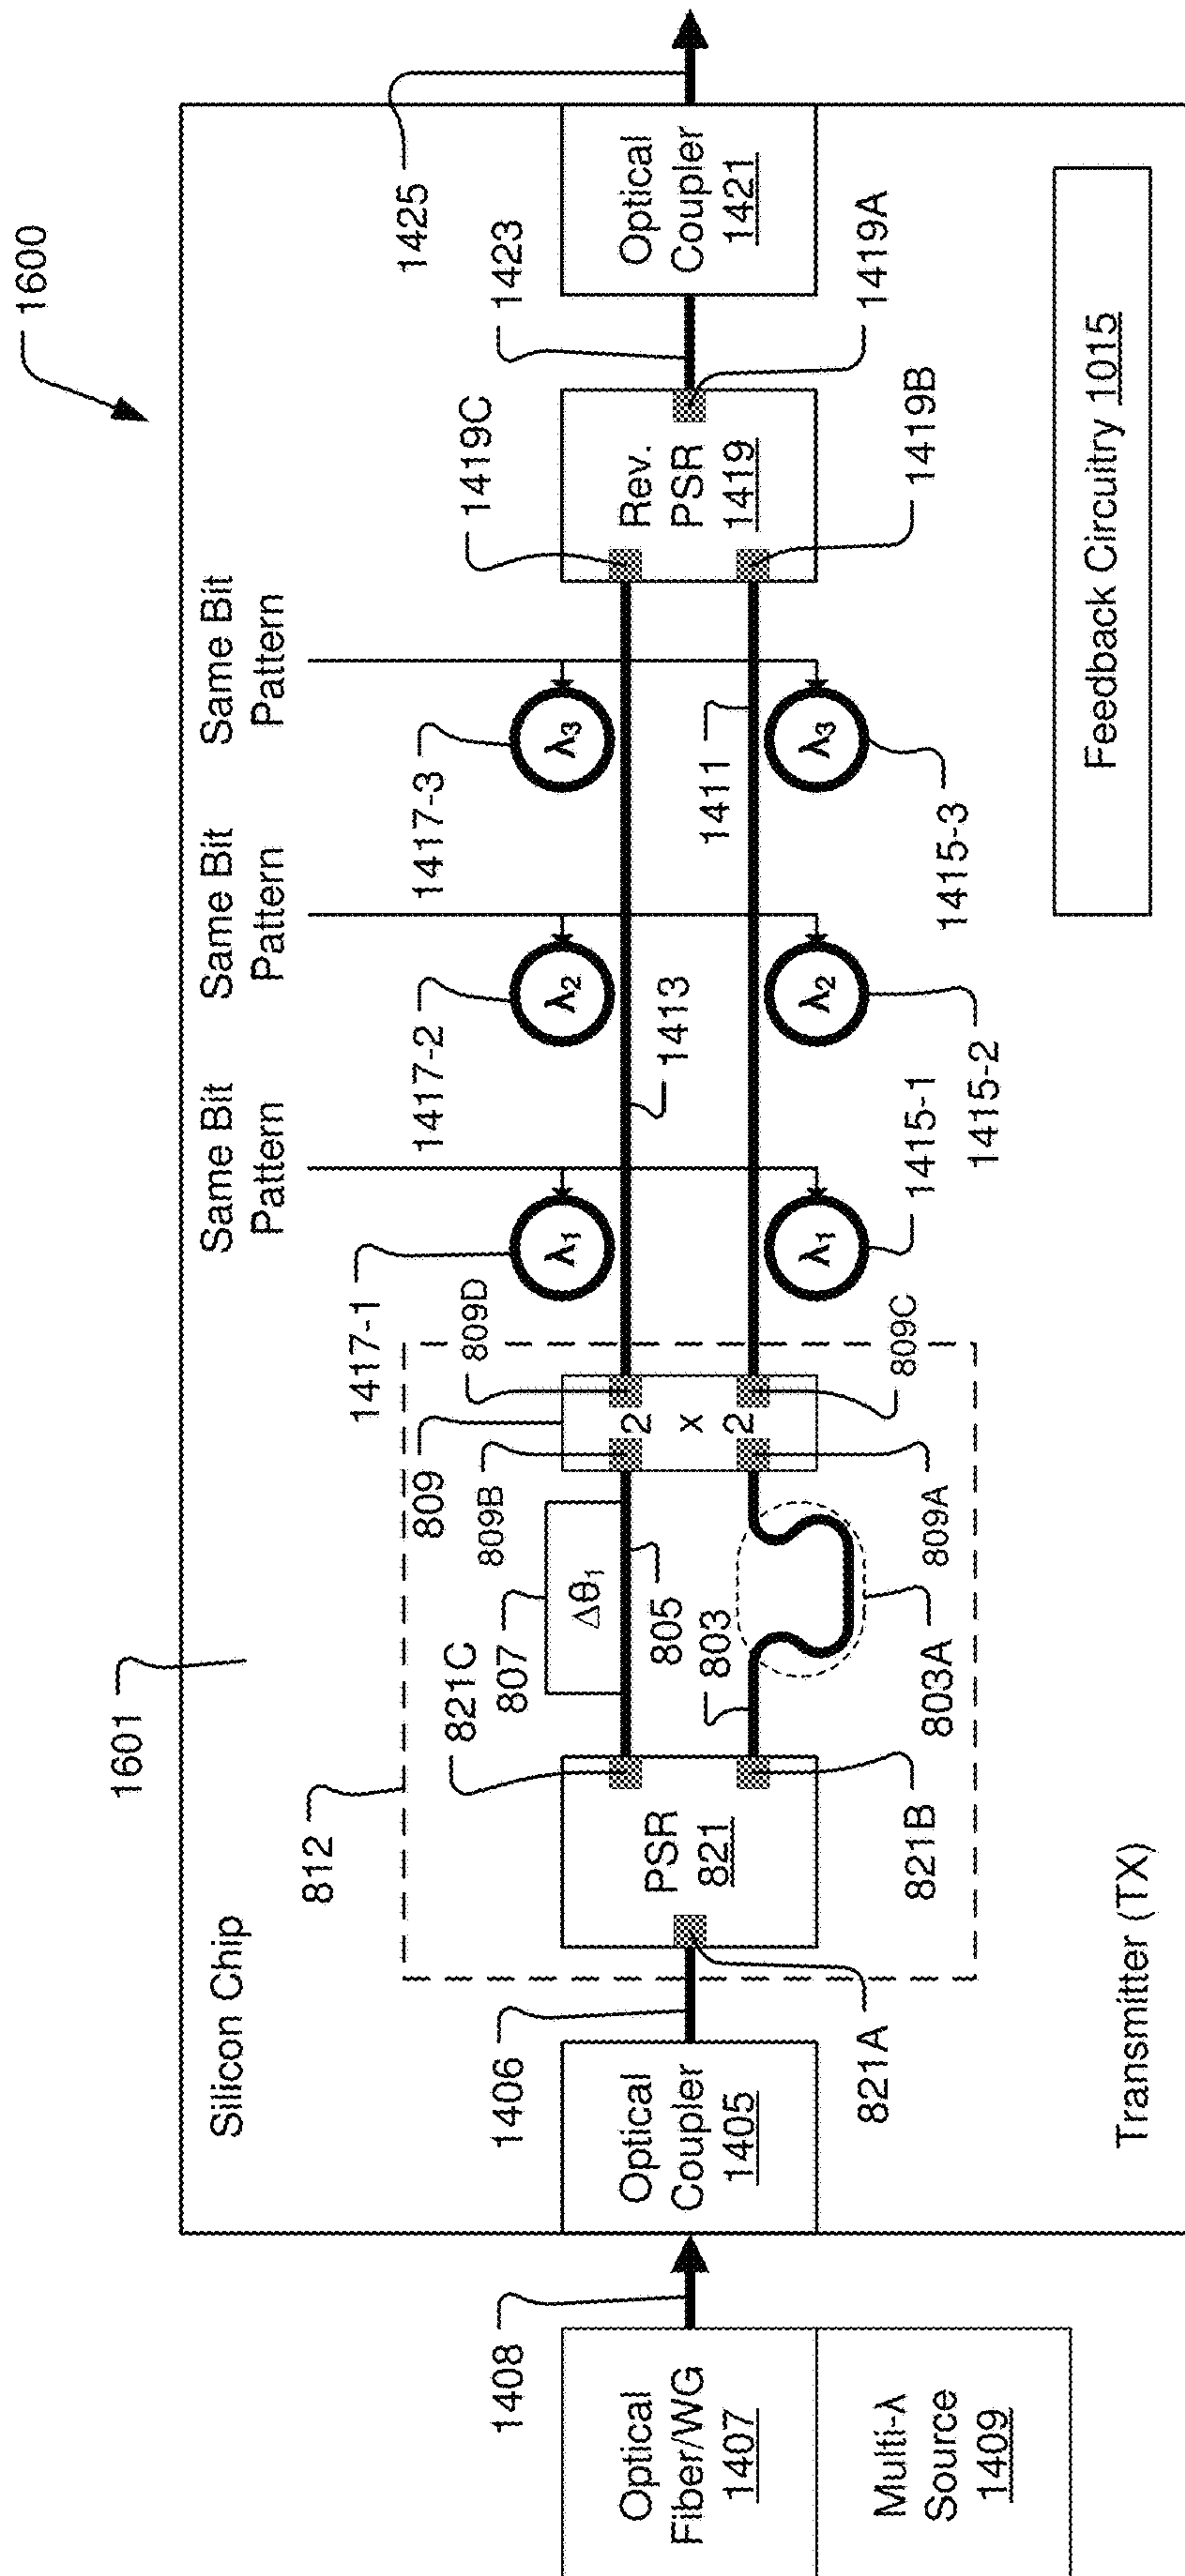 1600
1601
Silicon Chip
Same Bit
Pattern
Same Bit
Pattern
Same Bit
Pattern
812
1417-1
1417-2
1417-3
1419C
1425
1408
1406
821C
807
809
809B
809D
1413
1411
1423
Δθ₁
λ₁
λ₂
λ₃
Optical
Fiber/WG
1407
Optical
Coupler
1405
PSR
821
805
803
2
x
2
Rev.
PSR
1419
Optical
Coupler
1421
λ₁
λ₂
λ₃
Multi-λ
Source
1409
821A
821B
803A
809A
809C
1415-1
1415-2
1415-3
1419B
1419A
Transmitter (TX)
Feedback Circuitry 1015